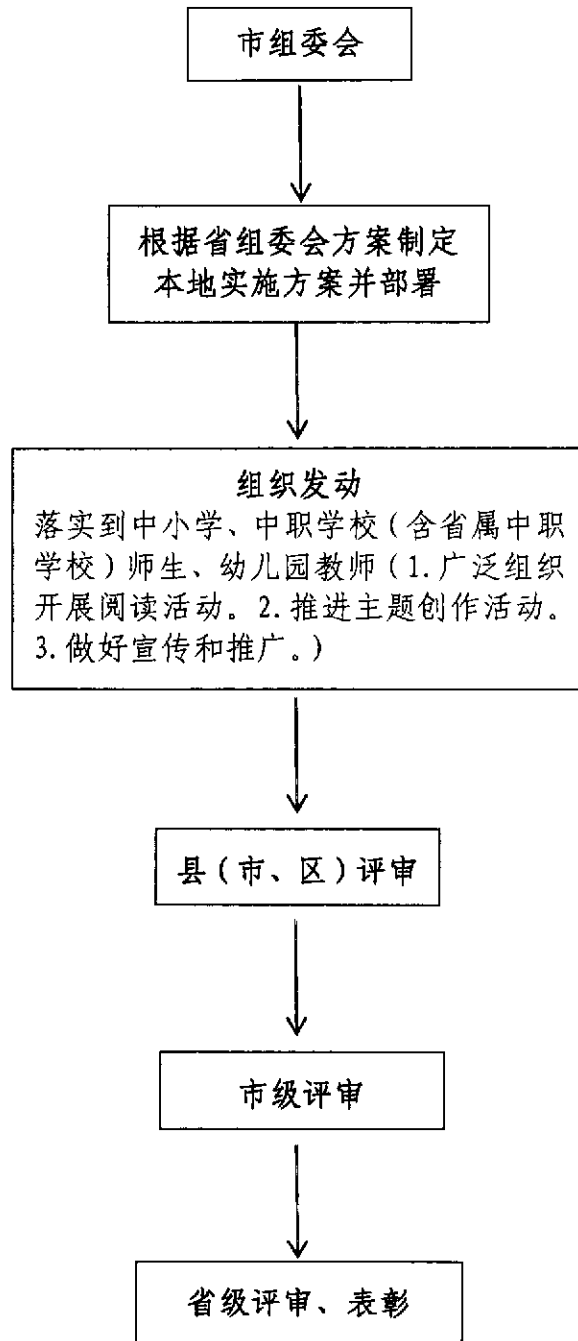 市组委会
根据省组委会方案制定
本地实施方案并部署
组织发动
落实到中小学、中职学校(含省属中职
学校)师生、幼儿园教师(1.广泛组织
开展阅读活动。2.推进主题创作活动。
3.做好宣传和推广。)
县(市、区)评审
市级评审
省级评审、表彰